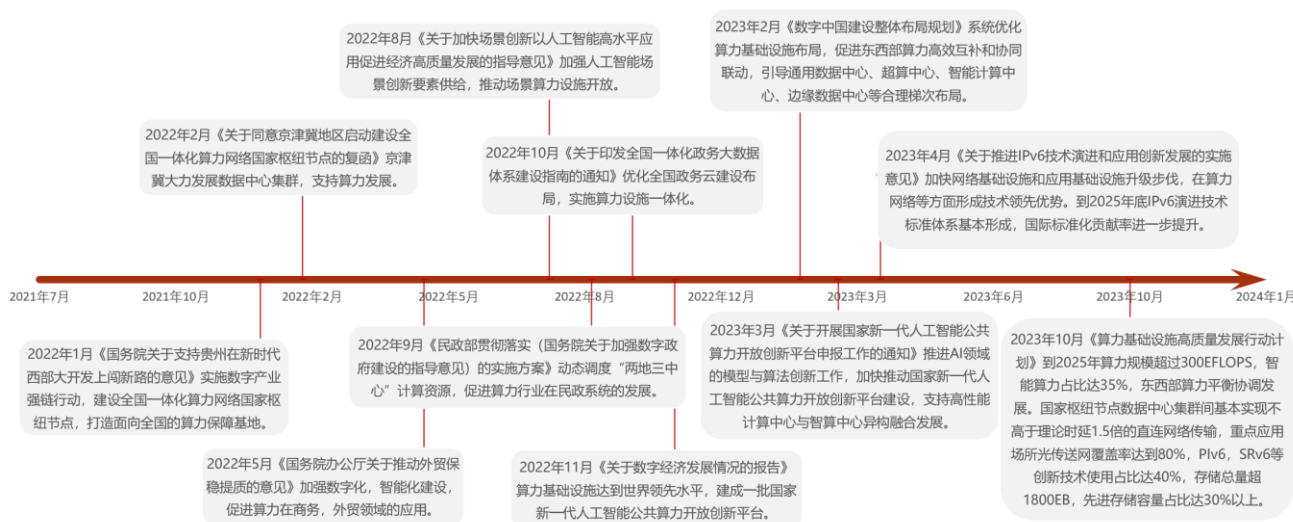 2022年8月《关于加快场景创新以人工智能高水平应
用促进经济高质量发展的指导意见》加强人工智能场
景创新要素供给，推动场景算力设施开放。
2023年2月《数字中国建设整体布局规划》系统优化
算力基础设施布局，促进东西部算力高效互补和协同
联动，引导通用数据中心、超算中心、智能计算中
心、边缘数据中心等合理梯次布局。
2022年2月《关于同意京津冀地区启动建设全
国一体化算力网络国家枢纽节点的复函》京津
冀大力发展数据中心集群，支持算力发展。
2022年10月《关于印发全国一体化政务大数据
体系建设指南的通知》优化全国政务云建设布
局，实施算力设施一体化。
2023年4月《关于推进IPv6技术演进和应用创新发展的实施
意见》加快网络基础设施和应用基础设施升级步伐，在算力
网络等方面形成技术领先优势。到2025年底IPv6演进技术
标准体系基本形成，国际标准化贡献率进一步提升。
2021年7月
2021年10月
2022年2月
2022年5月
2022年8月
2022年12月
2023年3月
2023年6月
2023年10月
2024年1月
2022年1月《国务院关于支持贵州在新时代
西部大开发上闯新路的意见》实施数字产业
强链行动，建设全国一体化算力网络国家枢
纽节点，打造面向全国的算力保障基地。
2022年9月《民政部贯彻落实（国务院关于加强数字政
府建设的指导意见）的实施方案》动态调度“两地三中
心”计算资源，促进算力行业在民政系统的发展。
2023年3月《关于开展国家新一代人工智能公共
算力开放创新平台申报工作的通知》推进AI领域
的模型与算法创新工作，加快推动国家新一代人
工智能公共算力开放创新平台建设，支持高性能
计算中心与智算中心异构融合发展。
2023年10月《算力基础设施高质量发展行动计
划》到2025年算力规模超过300EFLOPS，智
能算力占比达35%，东西部算力平衡协调发
展。国家枢纽节点数据中心集群间基本实现不
高于理论时延1.5倍的直连网络传输，重点应用
场所光传送网覆盖率达到80%，PIv6，SRv6等
创新技术使用占比达40%，存储总量超
1800EB，先进存储容量占比达30%以上。
2022年5月《国务院办公厅关于推动外贸保
稳提质的意见》加强数字化，智能化建设，
促进算力在商务，外贸领域的应用。
2022年11月《关于数字经济发展情况的报告》
算力基础设施达到世界领先水平，建成一批国家
新一代人工智能公共算力开放创新平台。